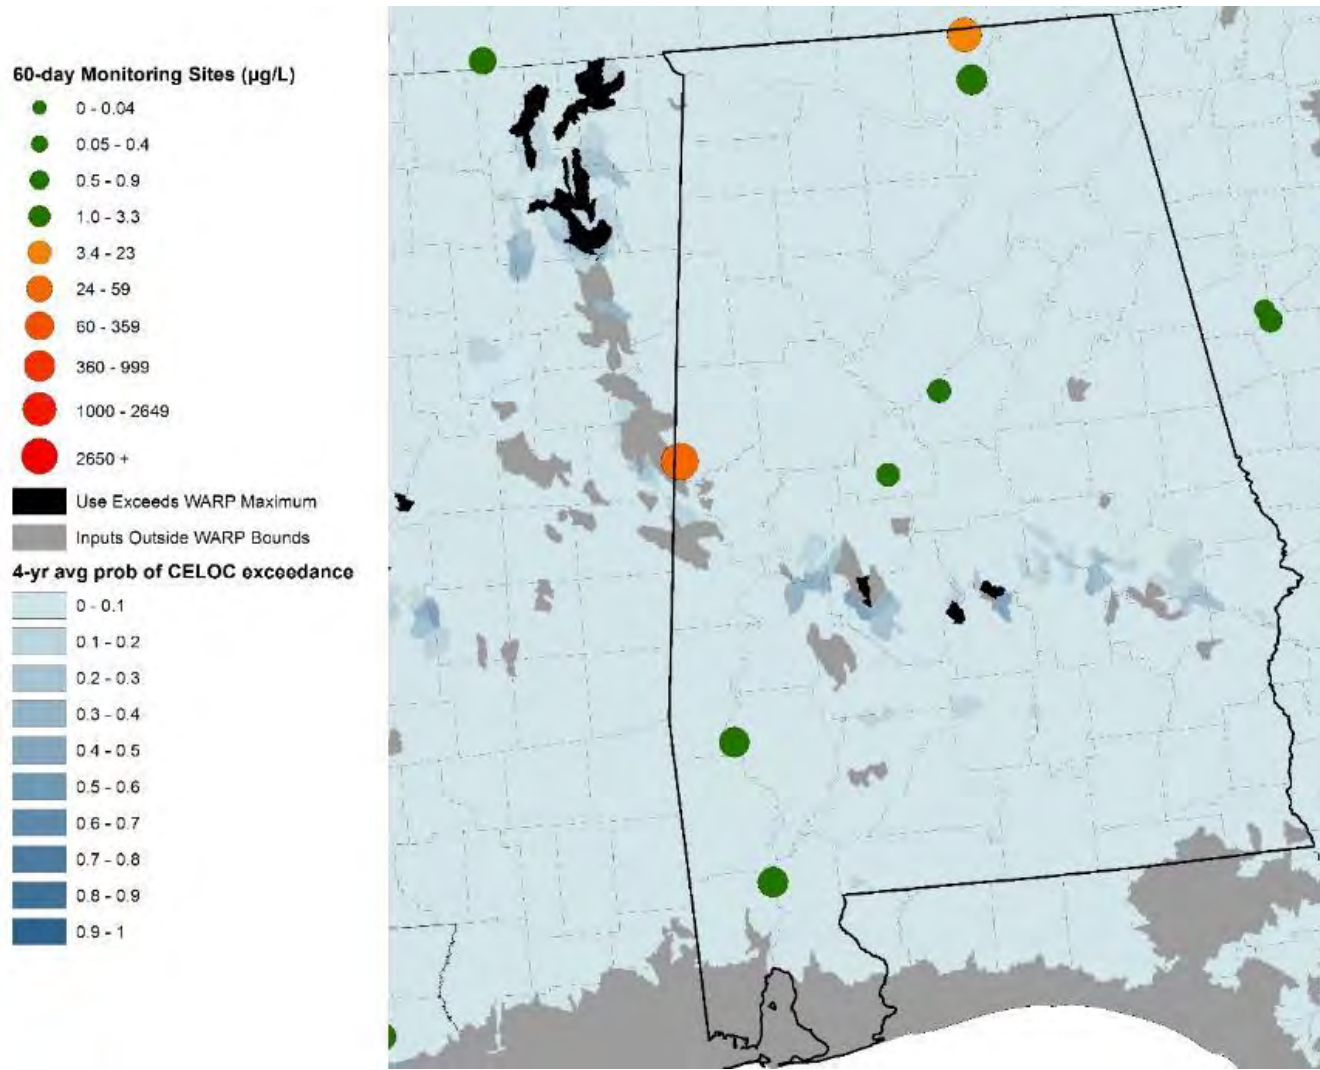 60-day Monitoring Sites (µg/L)
0 - 0.04
0.05 - 0.4
0.5 - 0.9
1.0 - 3.3
3.4 - 23
24 - 59
60 - 359
360 - 999
1000 - 2649
2650 +
Use Exceeds WARP Maximum
Inputs Outside WARP Bounds
4-yr avg prob of CELOC exceedance
0 - 0.1
0.1 - 0.2
0.2 - 0.3
0.3 - 0.4
0.4 - 0.5
0.5 - 0.6
0.6 - 0.7
0.7 - 0.8
0.8 - 0.9
0.9 - 1